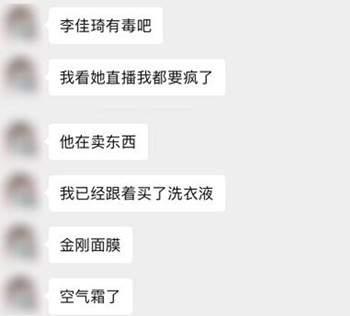 李佳琦有毒吧
我看她直播我都要疯了
他在卖东西
我已经跟着买了洗衣液
金刚面膜
空气霜了